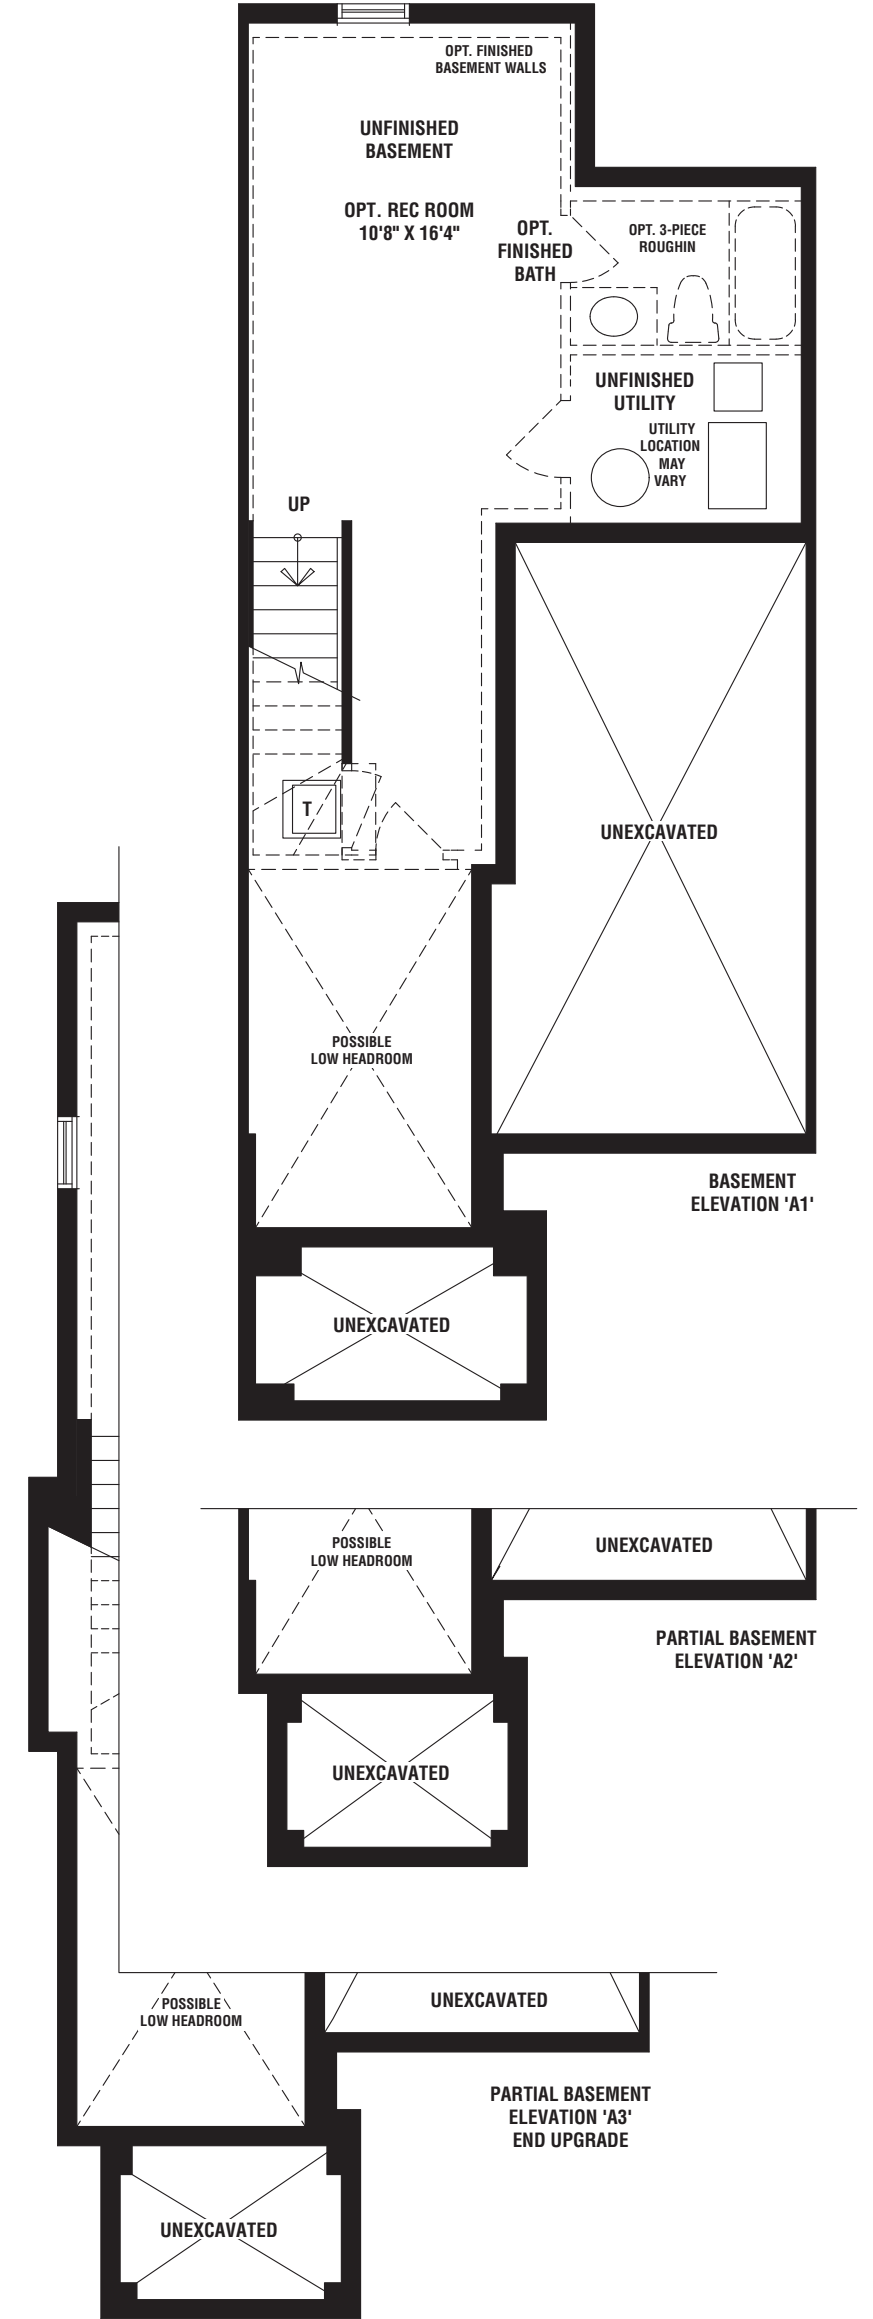 OPT. FINISHED
BASEMENT WALLS
UNFINISHED
BASEMENT
OPT. REC ROOM
10'8" X 16'4"
OPT.
FINISHED
BATH
OPT. 3-PIECE
ROUGHIN
UNFINISHED
UTILITY
UTILITY
LOCATION
MAY
VARY
UP
T
UNEXCAVATED
POSSIBLE
LOW HEADROOM
BASEMENT
ELEVATION 'A1'
UNEXCAVATED
POSSIBLE
LOW HEADROOM
UNEXCAVATED
PARTIAL BASEMENT
ELEVATION 'A2'
UNEXCAVATED
POSSIBLE
LOW HEADROOM
UNEXCAVATED
PARTIAL BASEMENT
ELEVATION 'A3'
END UPGRADE
UNEXCAVATED